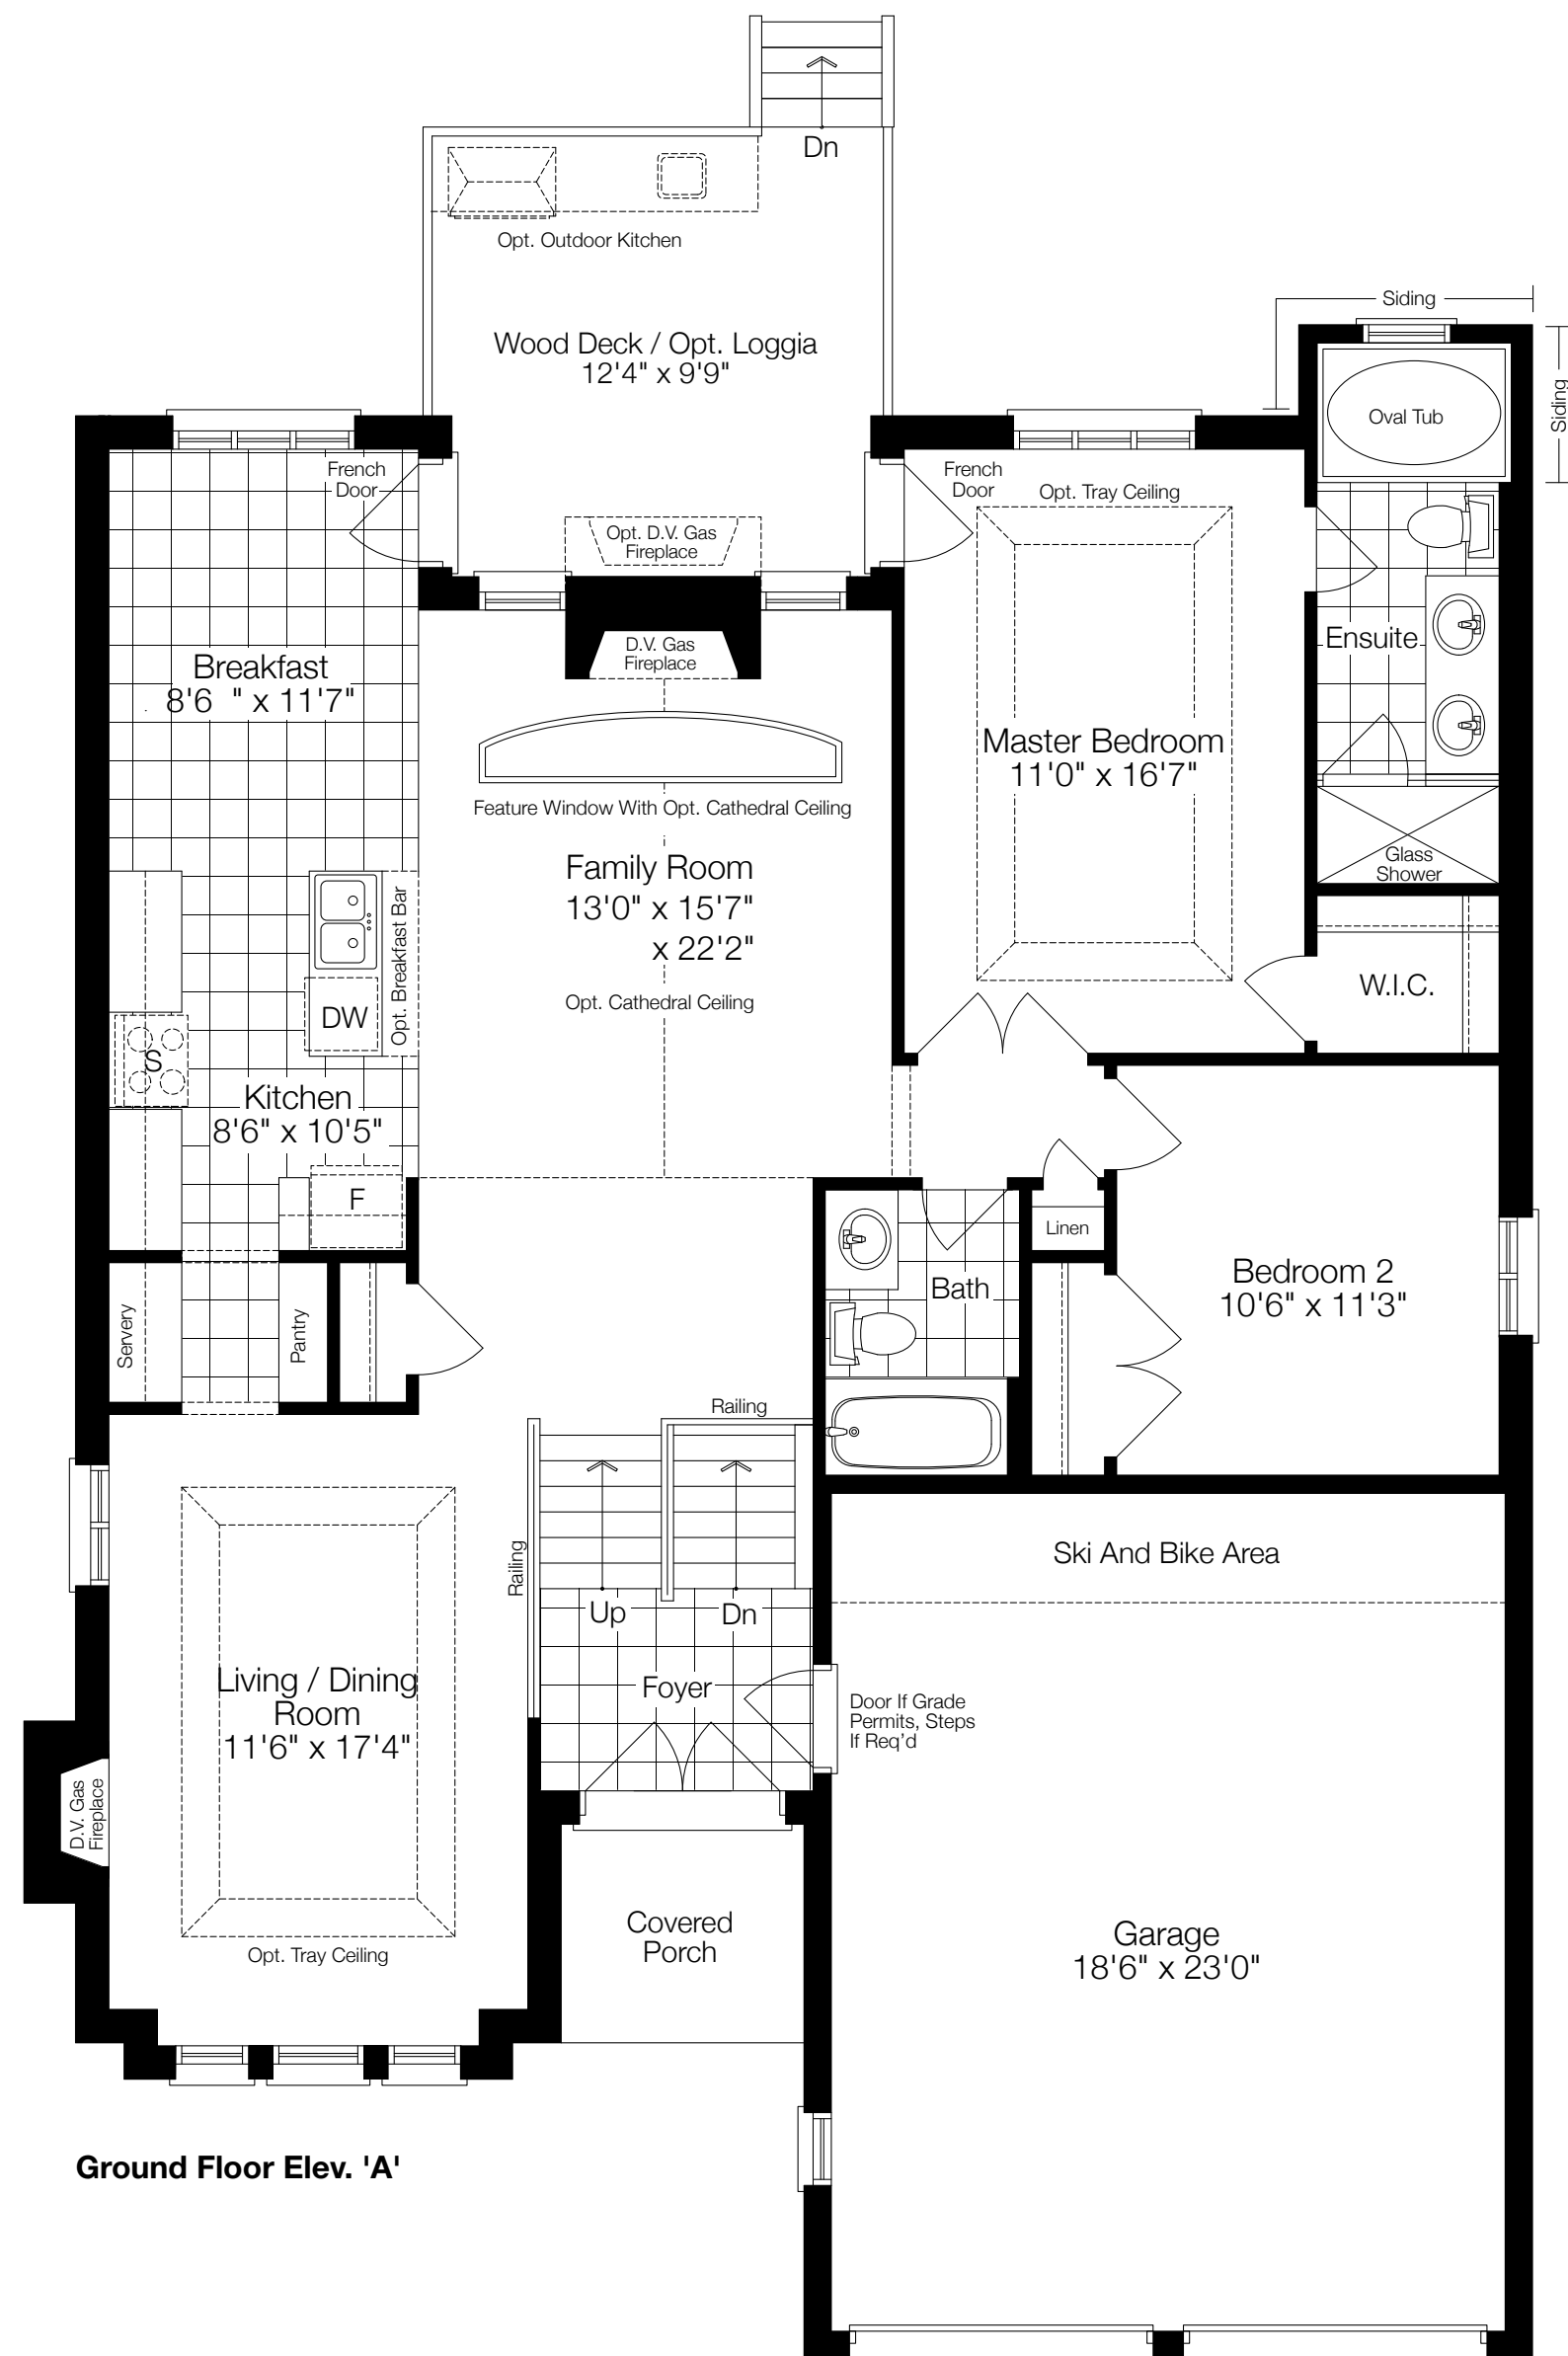 Dn
Opt. Outdoor Kitchen
Siding
Siding
Wood Deck / Opt. Loggia
12'4" x 9'9"
Oval Tub
French
Door
French
Door
Opt. Tray Ceiling
Opt. D.V. Gas
Fireplace
D.V. Gas
Fireplace
Ensuite
Breakfast
8'6 " x 11'7"
Master Bedroom
11'0" x 16'7"
Feature Window With Opt. Cathedral Ceiling
Glass
Shower
Family Room
13'0" x 15'7"
x 22'2"
Opt. Breakfast Bar
W.I.C.
Opt. Cathedral Ceiling
DW
S
Kitchen
8'6" x 10'5"
F
Linen
Bath
Bedroom 2
10'6" x 11'3"
Servery
Pantry
Railing
Railing
Ski And Bike Area
Up
Dn
Foyer
Living / Dining
Room
11'6" x 17'4"
Door If Grade
Permits, Steps
If Req'd
D.V. Gas
Fireplace
Covered
Porch
Garage
18'6" x 23'0"
Opt. Tray Ceiling
Ground Floor Elev. 'A'